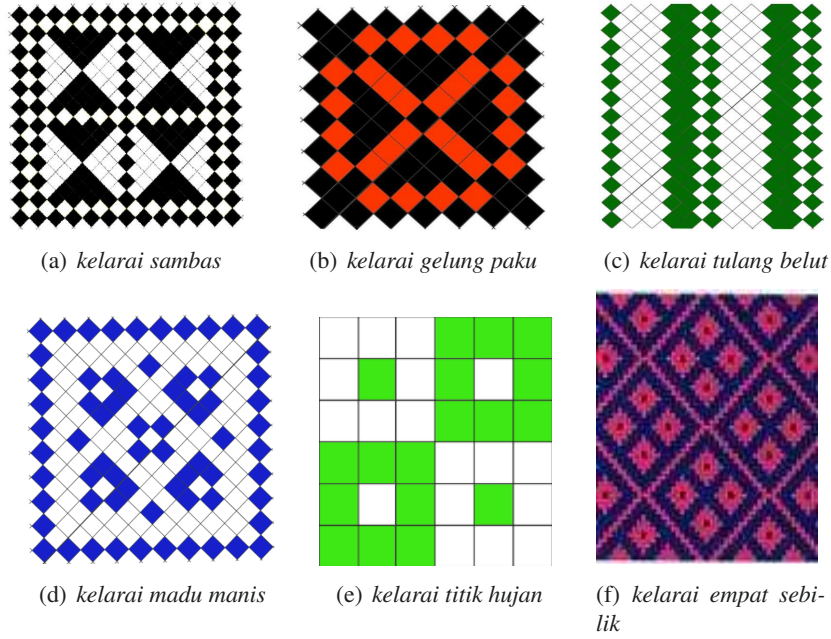 (a) kelarai sambas
(b) kelarai gelung paku
(c) kelarai tulang belut
(d) kelarai madu manis
(e) kelarai titik hujan
(f) kelarai empat sebi-
lik